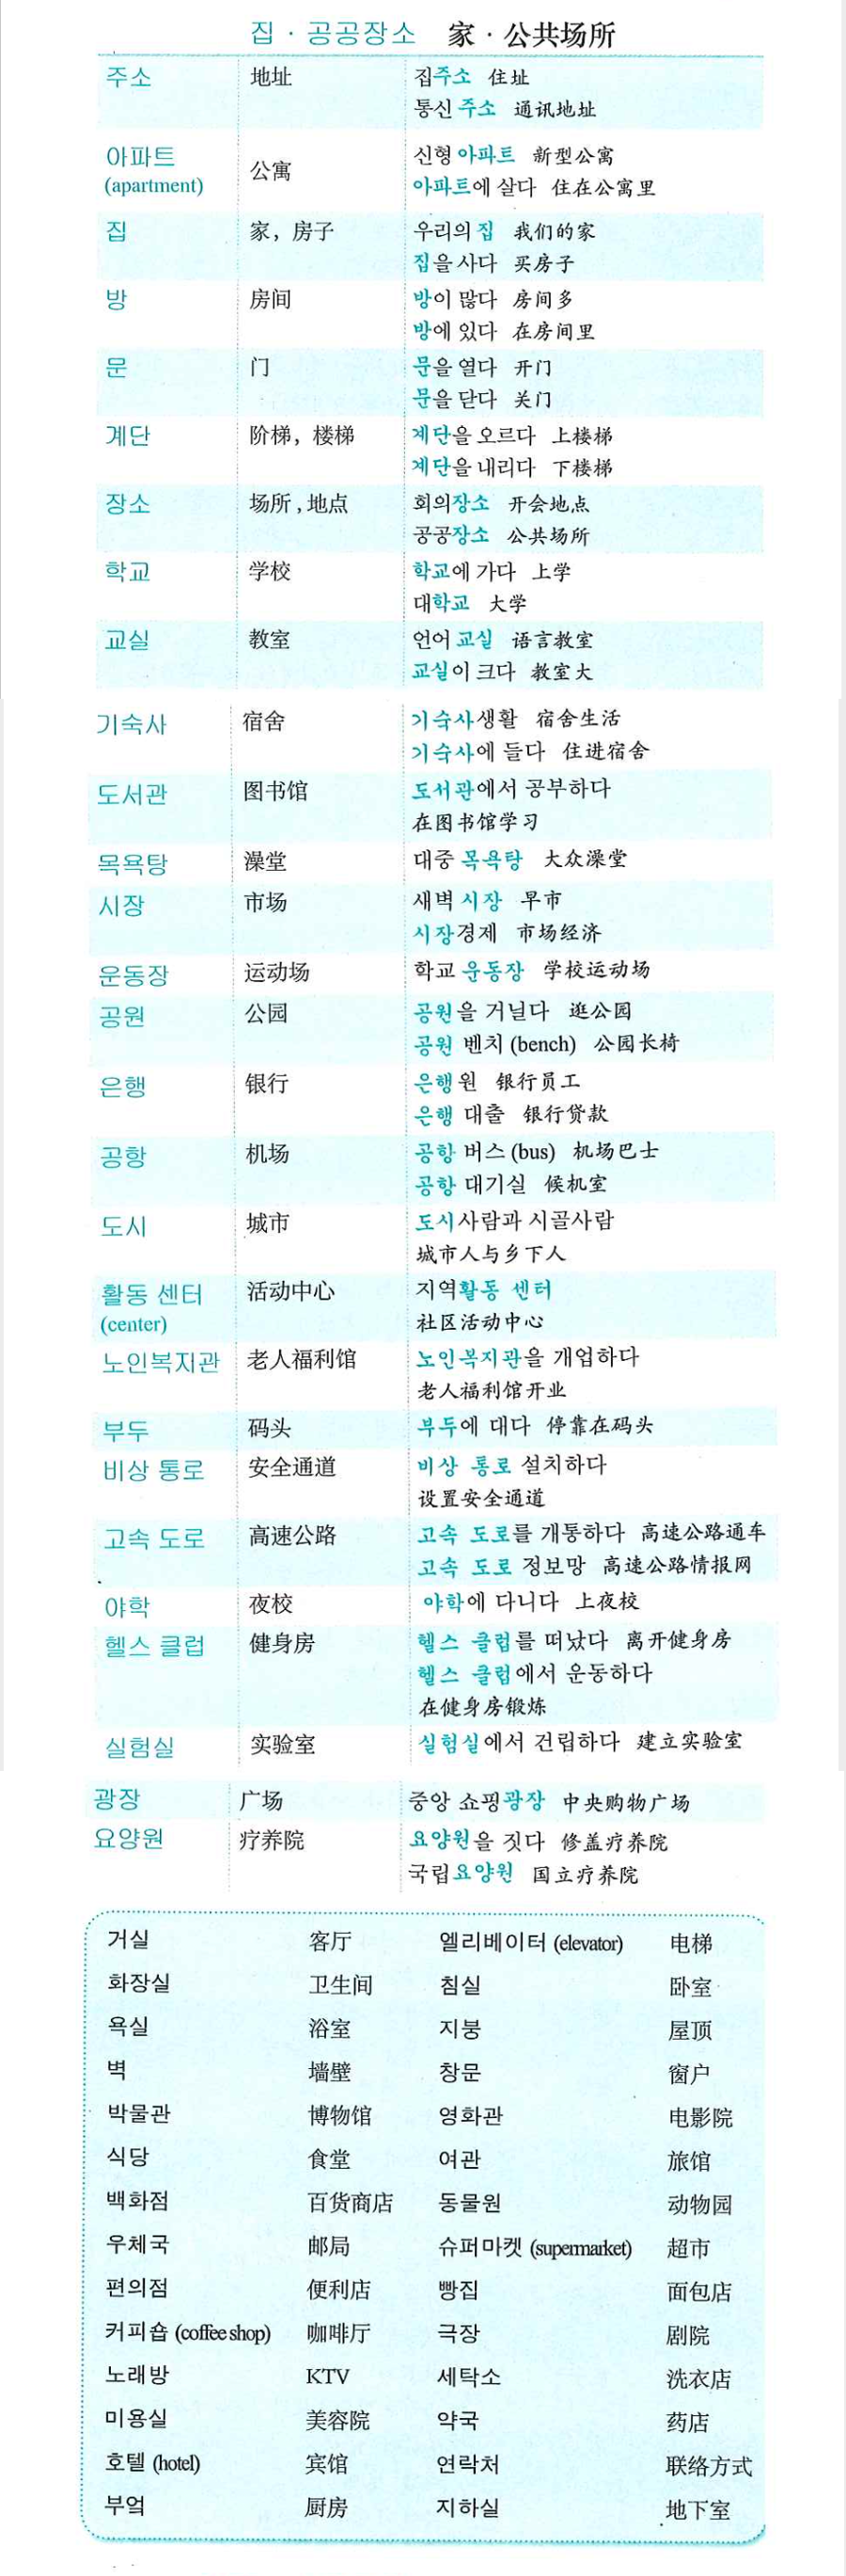 집 · 공공장소 家 · 公共场所
주소 地址 집주소 住址
통신 주소 通讯地址
아파트 (apartment) 公寓 신형 아파트 新型公寓
아파트에 살다 住在公寓里
집 家，房子 우리의 집 我们的家
집을 사다 买房子
방 房间 방이 많다 房间多
방에 있다 在房间里
문 门 문을 열다 开门
문을 닫다 关门
계단 阶梯，楼梯 계단을 오르다 上楼梯
계단을 내리다 下楼梯
장소 场所 , 地点 회의장소 开会地点
공공장소 公共场所
학교 学校 학교에 가다 上学
대학교 大学
교실 教室 언어 교실 语言教室
교실이 크다 教室大
기숙사 宿舍 기숙사생활 宿舍生活
기숙사에 들다 住进宿舍
도서관 图书馆 도서관에서 공부하다
在图书馆学习
목욕탕 澡堂 대중 목욕탕 大众澡堂
시장 市场 새벽 시장 早市
시장경제 市场经济
운동장 运动场 학교 운동장 学校运动场
공원 公园 공원을 거닐다 逛公园
공원 벤치 (bench) 公园长椅
은행 银行 은행원 银行员工
은행 대출 银行贷款
공항 机场 공항 버스 (bus) 机场巴士
공항 대기실 候机室
도시 城市 도시사람과 시골사람
城市人与乡下人
활동 센터 (center) 活动中心 지역활동 센터
社区活动中心
노인복지관 老人福利馆 노인복지관을 개업하다
老人福利馆开业
부두 码头 부두에 대다 停靠在码头
비상 통로 安全通道 비상 통로 설치하다
设置安全通道
고속 도로 高速公路 고속 도로를 개통하다 高速公路通车
고속 도로 정보망 高速公路情报网
야학 夜校 야학에 다니다 上夜校
헬스 클럽 健身房 헬스 클럽를 떠났다 离开健身房
헬스 클럽에서 운동하다
在健身房锻炼
실험실 实验室 실험실에서 건립하다 建立实验室
광장 广场 중앙 쇼핑광장 中央购物广场
요양원 疗养院 요양원을 짓다 修盖疗养院
국립요양원 国立疗养院
거실 客厅 엘리베이터 (elevator) 电梯
화장실 卫生间 침실 卧室
욕실 浴室 지붕 屋顶
벽 墙壁 창문 窗户
박물관 博物馆 영화관 电影院
식당 食堂 여관 旅馆
백화점 百货商店 동물원 动物园
우체국 邮局 슈퍼마켓 (supermarket) 超市
편의점 便利店 빵집 面包店
커피숍 (coffee shop) 咖啡厅 극장 剧院
노래방 KTV 세탁소 洗衣店
미용실 美容院 약국 药店
호텔 (hotel) 宾馆 연락처 联络方式
부엌 厨房 지하실 地下室